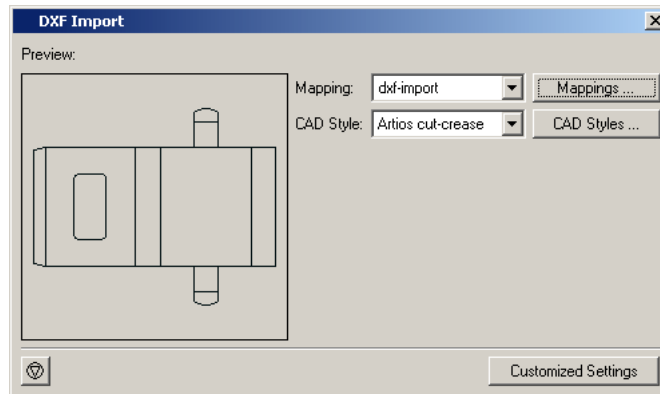 DXF Import
Preview:
Mapping: dxf-import Mappings ...
CAD Style: Artios cut-crease CAD Styles ...
Customized Settings